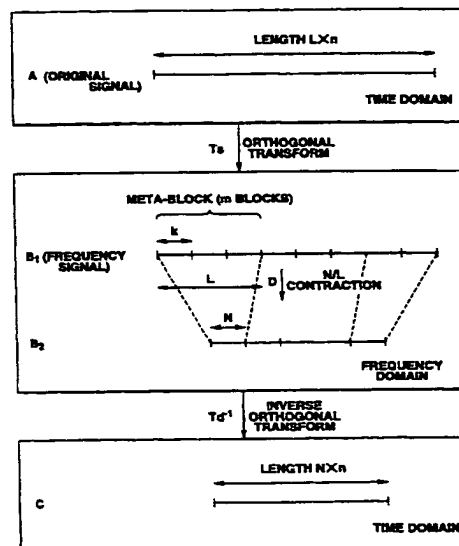 LENGTH L×n
A (ORIGINAL SIGNAL)
TIME DOMAIN
Ts
ORTHOGONAL TRANSFORM
META-BLOCK (m BLOCKS)
k
B1 (FREQUENCY SIGNAL)
L
D
N/L CONTRACTION
N
B2
FREQUENCY DOMAIN
Td-1
INVERSE ORTHOGONAL TRANSFORM
LENGTH N×n
C
TIME DOMAIN